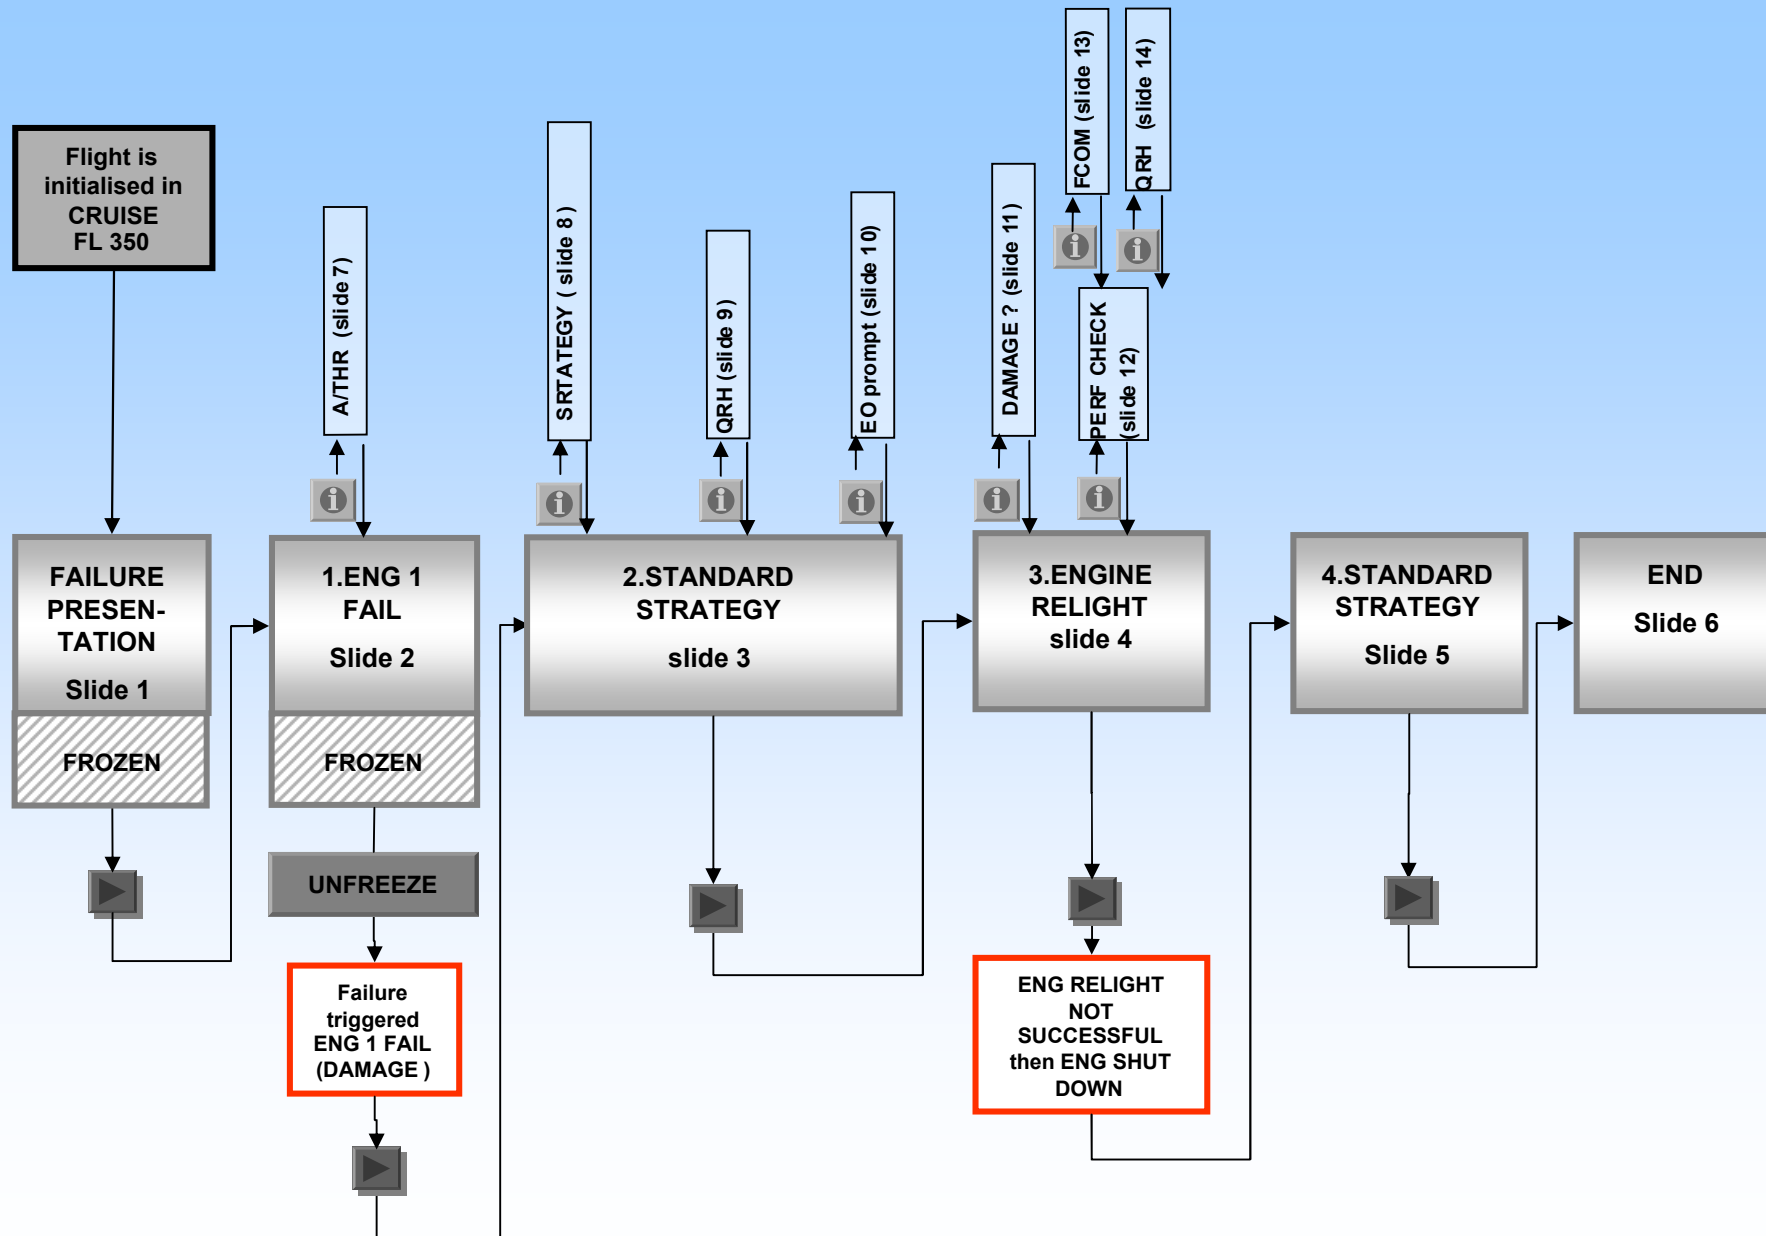 Flight is
initialised in
CRUISE
FL 350
A/THR (slide 7)
SRTATEGY ( slide 8 )
QRH (slide 9)
EO prompt (slide 10)
DAMAGE ? (slide 11)
FCOM (slide 13)
QRH (slide 14)
PERF CHECK
(slide 12)
FAILURE
PRESEN-
TATION
Slide 1
FROZEN
1.ENG 1
FAIL
Slide 2
FROZEN
UNFREEZE
Failure
triggered
ENG 1 FAIL
(DAMAGE )
2.STANDARD
STRATEGY
slide 3
3.ENGINE
RELIGHT
slide 4
ENG RELIGHT
NOT
SUCCESSFUL
then ENG SHUT
DOWN
4.STANDARD
STRATEGY
Slide 5
END
Slide 6